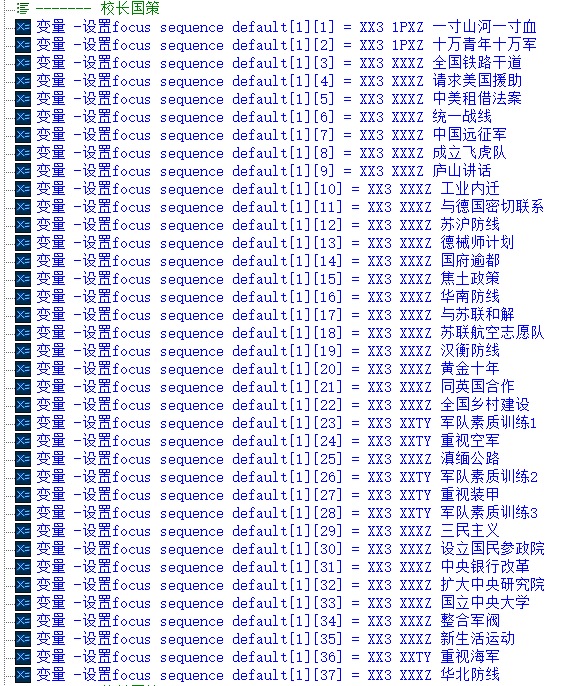 ------- 校长国策
变量 -设置focus sequence default[1][1] = XX3 1PXZ 一寸山河一寸血
变量 -设置focus sequence default[1][2] = XX3 1PXZ 十万青年十万军
变量 -设置focus sequence default[1][3] = XX3 XXXZ 全国铁路干道
变量 -设置focus sequence default[1][4] = XX3 XXXZ 请求美国援助
变量 -设置focus sequence default[1][5] = XX3 XXXZ 中美租借法案
变量 -设置focus sequence default[1][6] = XX3 XXXZ 统一战线
变量 -设置focus sequence default[1][7] = XX3 XXXZ 中国远征军
变量 -设置focus sequence default[1][8] = XX3 XXXZ 成立飞虎队
变量 -设置focus sequence default[1][9] = XX3 XXXZ 庐山讲话
变量 -设置focus sequence default[1][10] = XX3 XXXZ 工业内迁
变量 -设置focus sequence default[1][11] = XX3 XXXZ 与德国密切联系
变量 -设置focus sequence default[1][12] = XX3 XXXZ 苏沪防线
变量 -设置focus sequence default[1][13] = XX3 XXXZ 德械师计划
变量 -设置focus sequence default[1][14] = XX3 XXXZ 国府逾都
变量 -设置focus sequence default[1][15] = XX3 XXXZ 焦土政策
变量 -设置focus sequence default[1][16] = XX3 XXXZ 华南防线
变量 -设置focus sequence default[1][17] = XX3 XXXZ 与苏联和解
变量 -设置focus sequence default[1][18] = XX3 XXXZ 苏联航空志愿队
变量 -设置focus sequence default[1][19] = XX3 XXXZ 汉衡防线
变量 -设置focus sequence default[1][20] = XX3 XXXZ 黄金十年
变量 -设置focus sequence default[1][21] = XX3 XXXZ 同英国合作
变量 -设置focus sequence default[1][22] = XX3 XXXZ 全国乡村建设
变量 -设置focus sequence default[1][23] = XX3 XXTY 军队素质训练1
变量 -设置focus sequence default[1][24] = XX3 XXTY 重视空军
变量 -设置focus sequence default[1][25] = XX3 XXXZ 滇缅公路
变量 -设置focus sequence default[1][26] = XX3 XXTY 军队素质训练2
变量 -设置focus sequence default[1][27] = XX3 XXTY 重视装甲
变量 -设置focus sequence default[1][28] = XX3 XXTY 军队素质训练3
变量 -设置focus sequence default[1][29] = XX3 XXXZ 三民主义
变量 -设置focus sequence default[1][30] = XX3 XXXZ 设立国民参政院
变量 -设置focus sequence default[1][31] = XX3 XXXZ 中央银行改革
变量 -设置focus sequence default[1][32] = XX3 XXXZ 扩大中央研究院
变量 -设置focus sequence default[1][33] = XX3 XXXZ 国立中央大学
变量 -设置focus sequence default[1][34] = XX3 XXXZ 整合军阀
变量 -设置focus sequence default[1][35] = XX3 XXXZ 新生活运动
变量 -设置focus sequence default[1][36] = XX3 XXTY 重视海军
变量 -设置focus sequence default[1][37] = XX3 XXXZ 华北防线